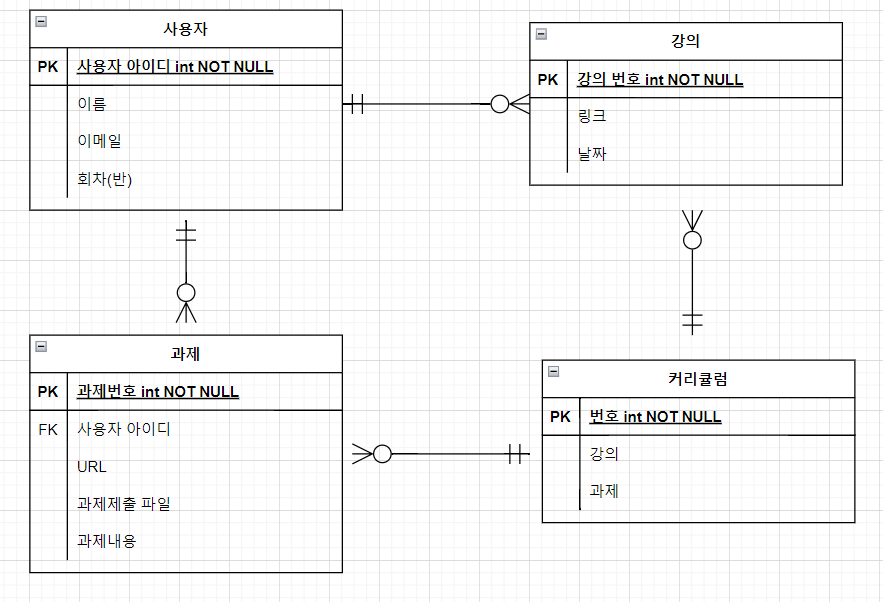 사용자
PK 사용자 아이디 int NOT NULL
이름
이메일
회차(반)
강의
PK 강의 번호 int NOT NULL
링크
날짜
과제
PK 과제번호 int NOT NULL
FK 사용자 아이디
URL
과제제출 파일
과제내용
커리큘럼
PK 번호 int NOT NULL
강의
과제